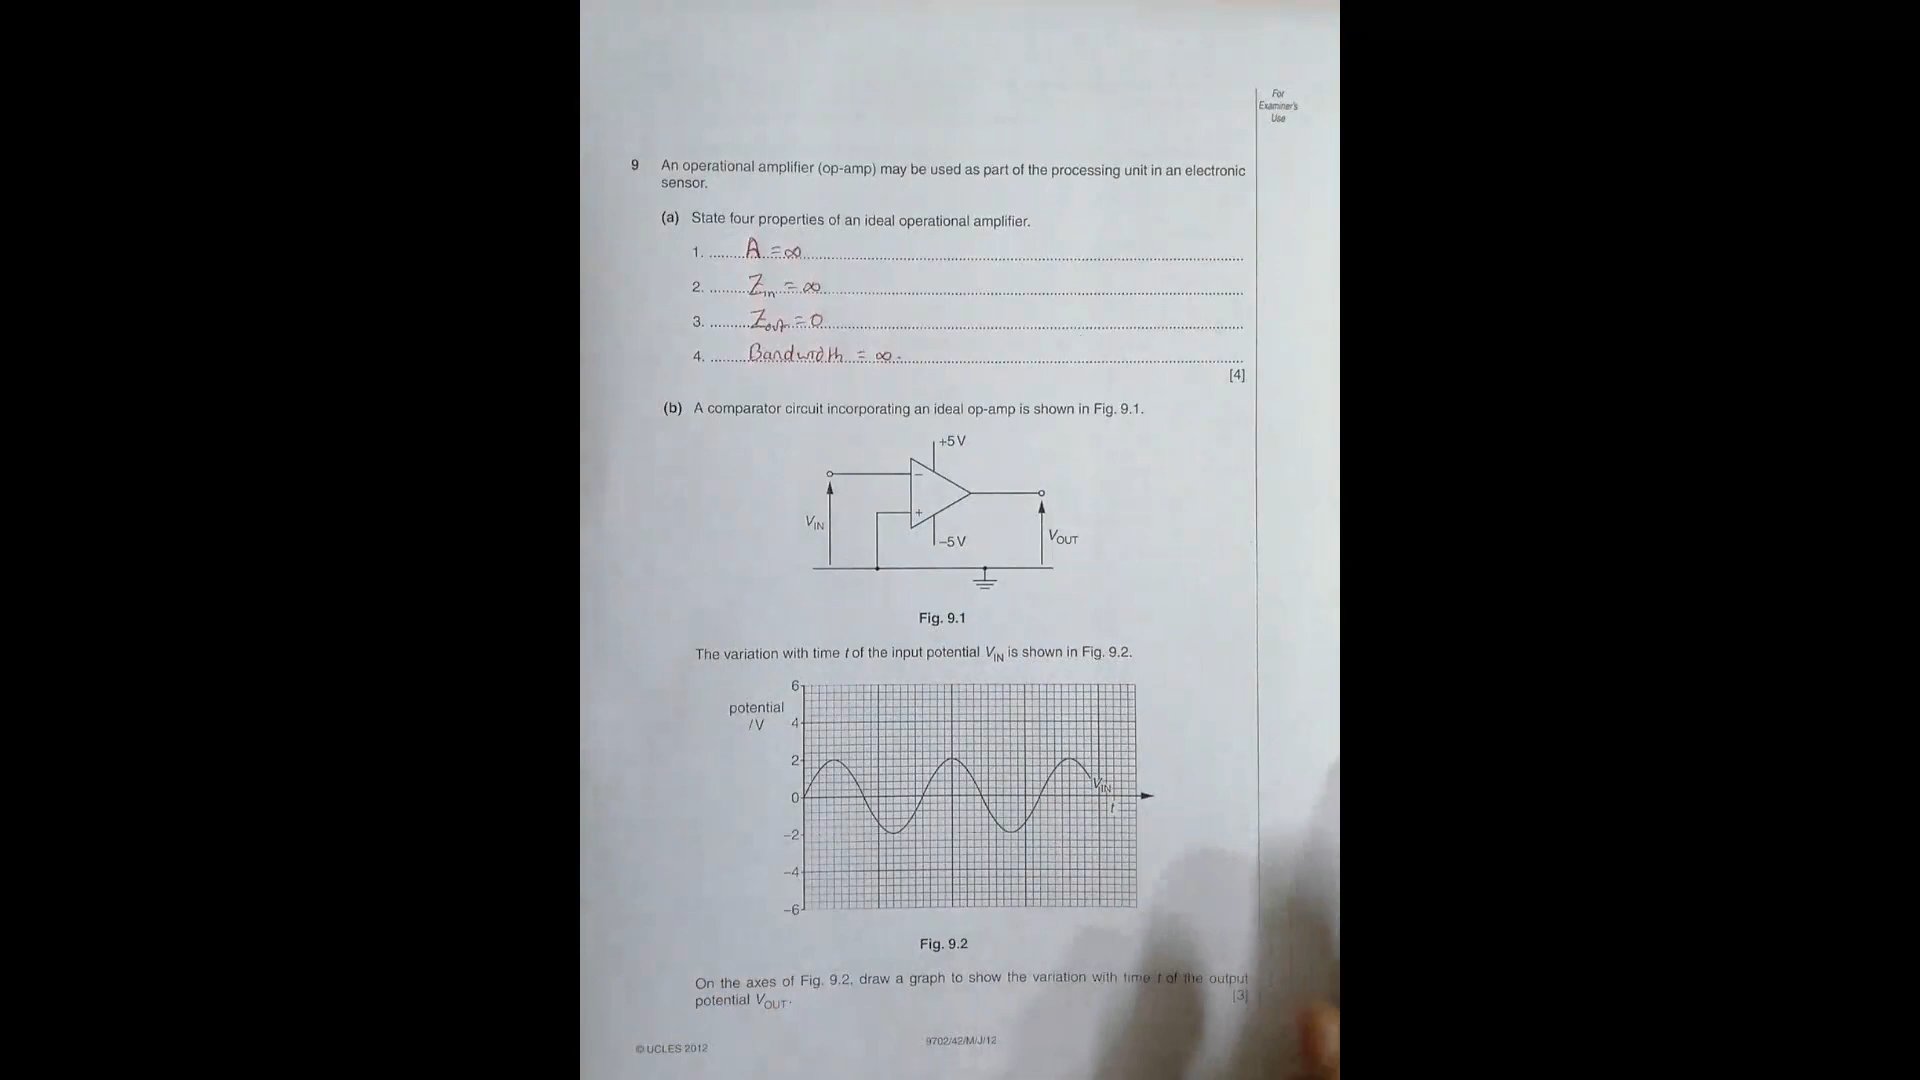 For
Examiner's
Use
9 An operational amplifier (op-amp) may be used as part of the processing unit in an electronic
sensor.
(a) State four properties of an ideal operational amplifier.
1. A = ∞
2. Zin = ∞
3. Zout = 0
4. Bandwidth = ∞.
[4]
(b) A comparator circuit incorporating an ideal op-amp is shown in Fig. 9.1.
+5 V
–
+
VIN
–5 V
VOUT
Fig. 9.1
The variation with time t of the input potential VIN is shown in Fig. 9.2.
6
potential
/ V
4
2
0
VIN
t
–2
–4
–6
Fig. 9.2
On the axes of Fig. 9.2, draw a graph to show the variation with time t of the output
potential VOUT.
[3]
© UCLES 2012
9702/42/M/J/12